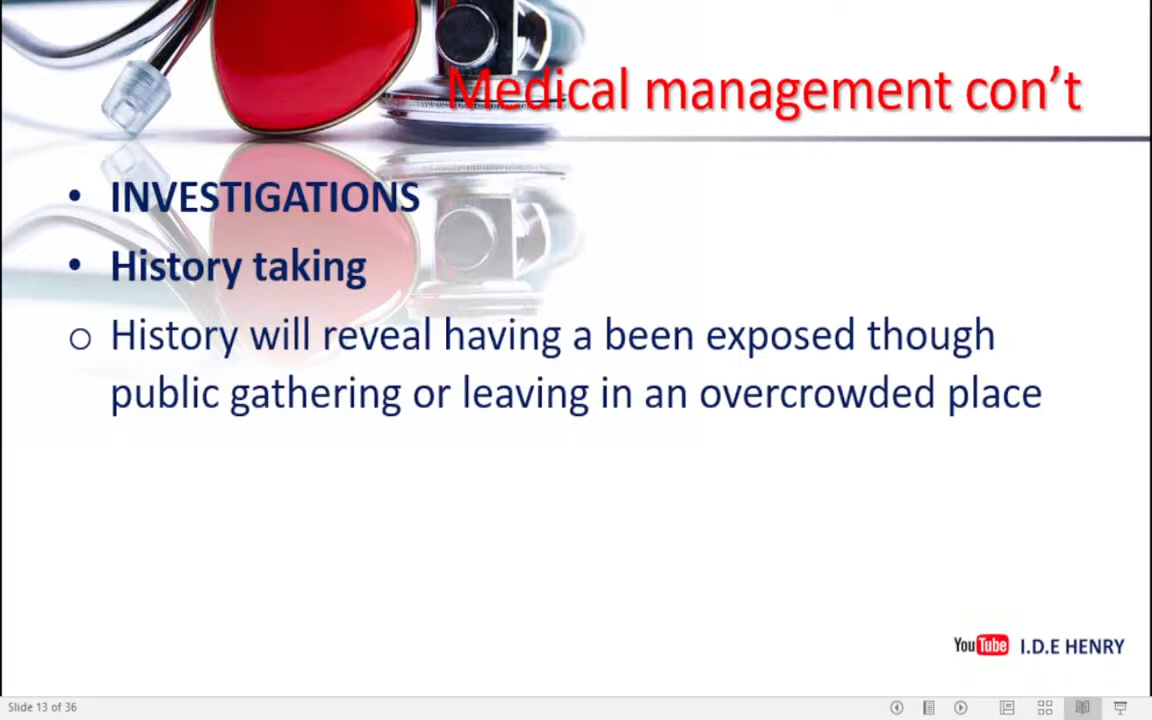 Medical management con’t
• INVESTIGATIONS
• History taking
o History will reveal having a been exposed though
public gathering or leaving in an overcrowded place
YouTube I.D.E HENRY
Slide 13 of 36